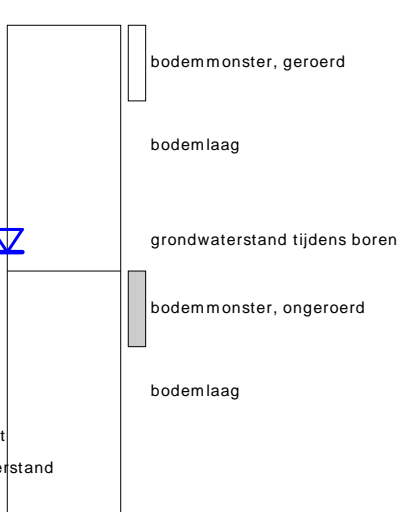 bodemmonster, geroerd
bodemlaag
grondwaterstand tijdens boren
bodemmonster, ongeroerd
bodemlaag